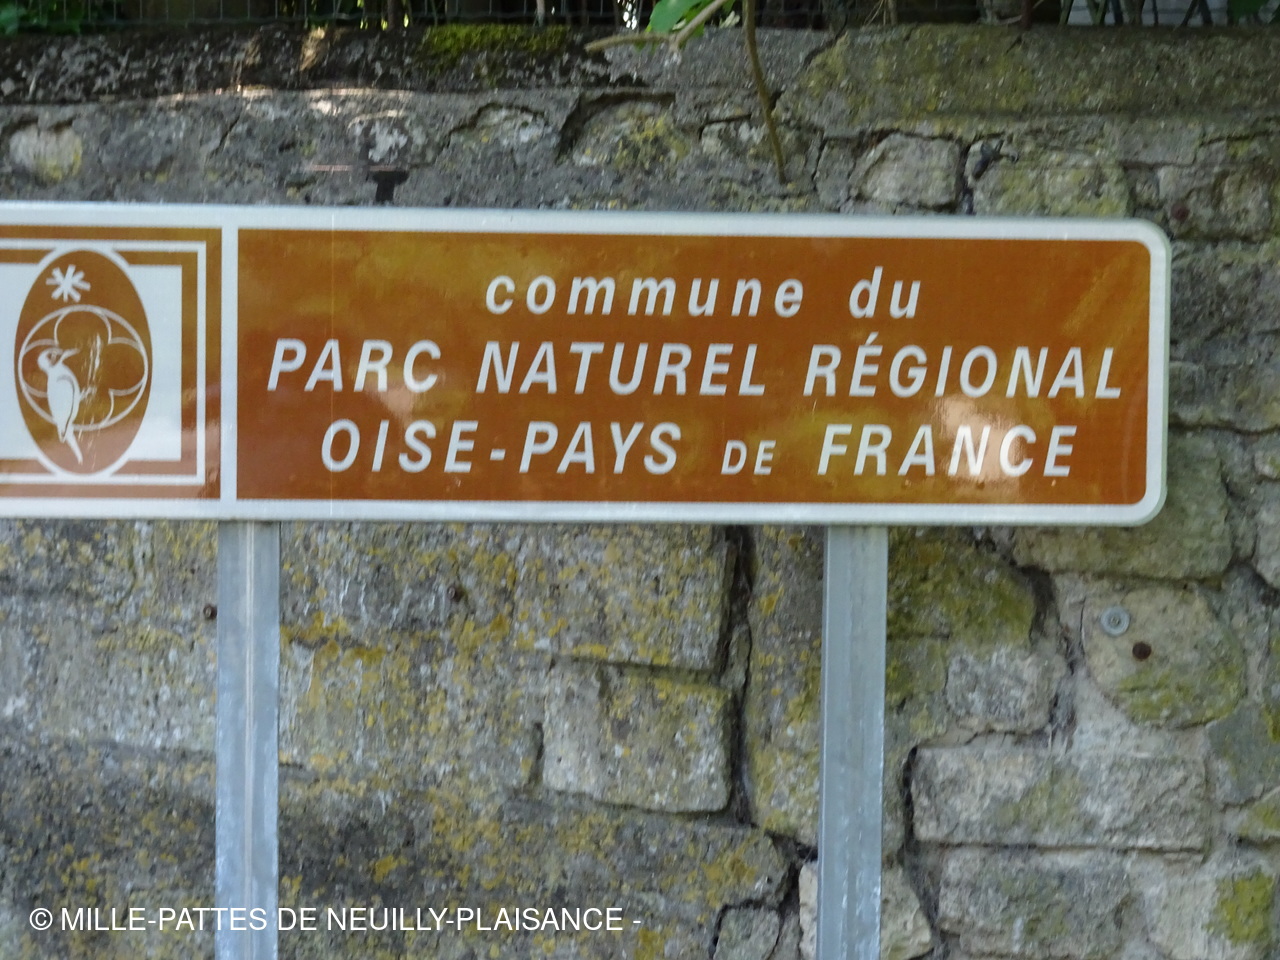 commune du
PARC NATUREL RÉGIONAL
OISE-PAYS DE FRANCE
© MILLE-PATTES DE NEUILLY-PLAISANCE -